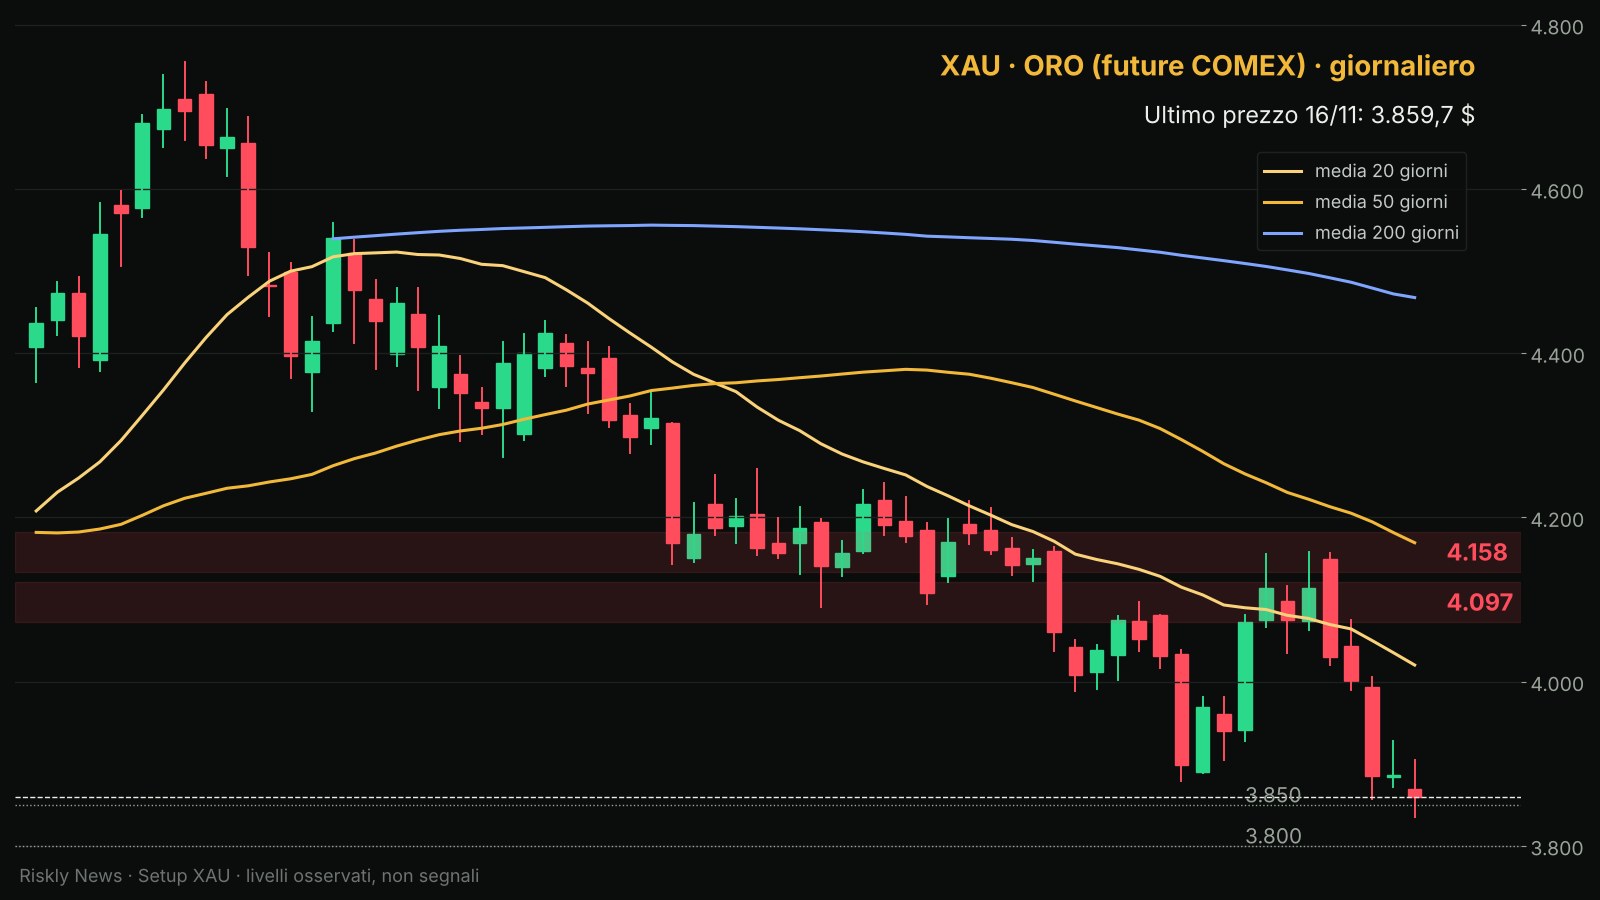 4.800
XAU · ORO (future COMEX) · giornaliero
Ultimo prezzo 16/11: 3.859,7 $
media 20 giorni
4.600
media 50 giorni
media 200 giorni
4.400
4.200
4.158
4.097
4.000
3.850
3.800
3.800
Riskly News · Setup XAU · livelli osservati, non segnali